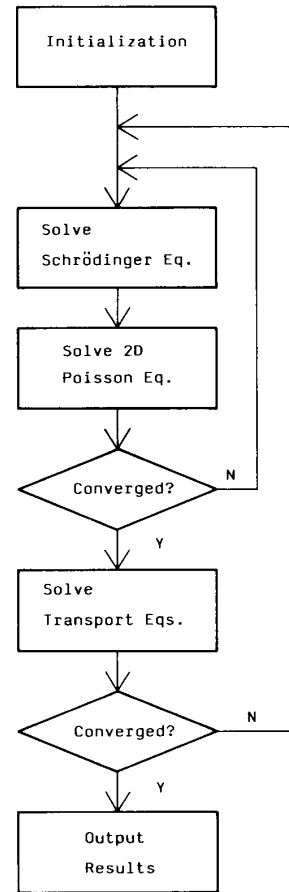 Initialization
Solve
Schrödinger Eq.
Solve 2D
Poisson Eq.
Converged?
N
Y
Solve
Transport Eqs.
Converged?
N
Y
Output
Results